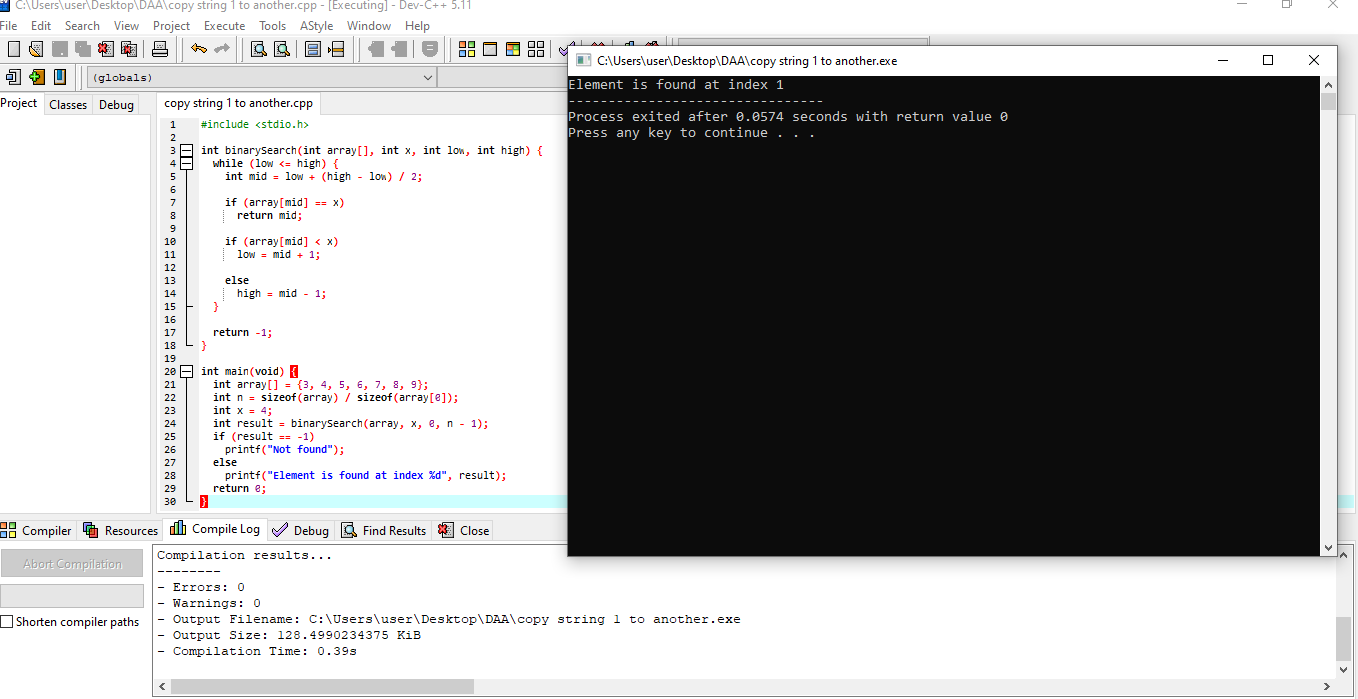 C:\Users\user\Desktop\DAA\copy string 1 to another.cpp - [Executing] - Dev-C++ 5.11
File Edit Search View Project Execute Tools AStyle Window Help
(globals)
Project Classes Debug
copy string 1 to another.cpp
1 #include <stdio.h>
2
3 int binarySearch(int array[], int x, int low, int high) {
4 while (low <= high) {
5 int mid = low + (high - low) / 2;
6
7 if (array[mid] == x)
8 return mid;
9
10 if (array[mid] < x)
11 low = mid + 1;
12
13 else
14 high = mid - 1;
15 }
16
17 return -1;
18 }
19
20 int main(void) {
21 int array[] = {3, 4, 5, 6, 7, 8, 9};
22 int n = sizeof(array) / sizeof(array[0]);
23 int x = 4;
24 int result = binarySearch(array, x, 0, n - 1);
25 if (result == -1)
26 printf("Not found");
27 else
28 printf("Element is found at index %d", result);
29 return 0;
30 }
C:\Users\user\Desktop\DAA\copy string 1 to another.exe
Element is found at index 1
--------------------------------
Process exited after 0.0574 seconds with return value 0
Press any key to continue . . .
Compiler Resources Compile Log Debug Find Results Close
Abort Compilation
Shorten compiler paths
Compilation results...
--------
- Errors: 0
- Warnings: 0
- Output Filename: C:\Users\user\Desktop\DAA\copy string 1 to another.exe
- Output Size: 128.4990234375 KiB
- Compilation Time: 0.39s